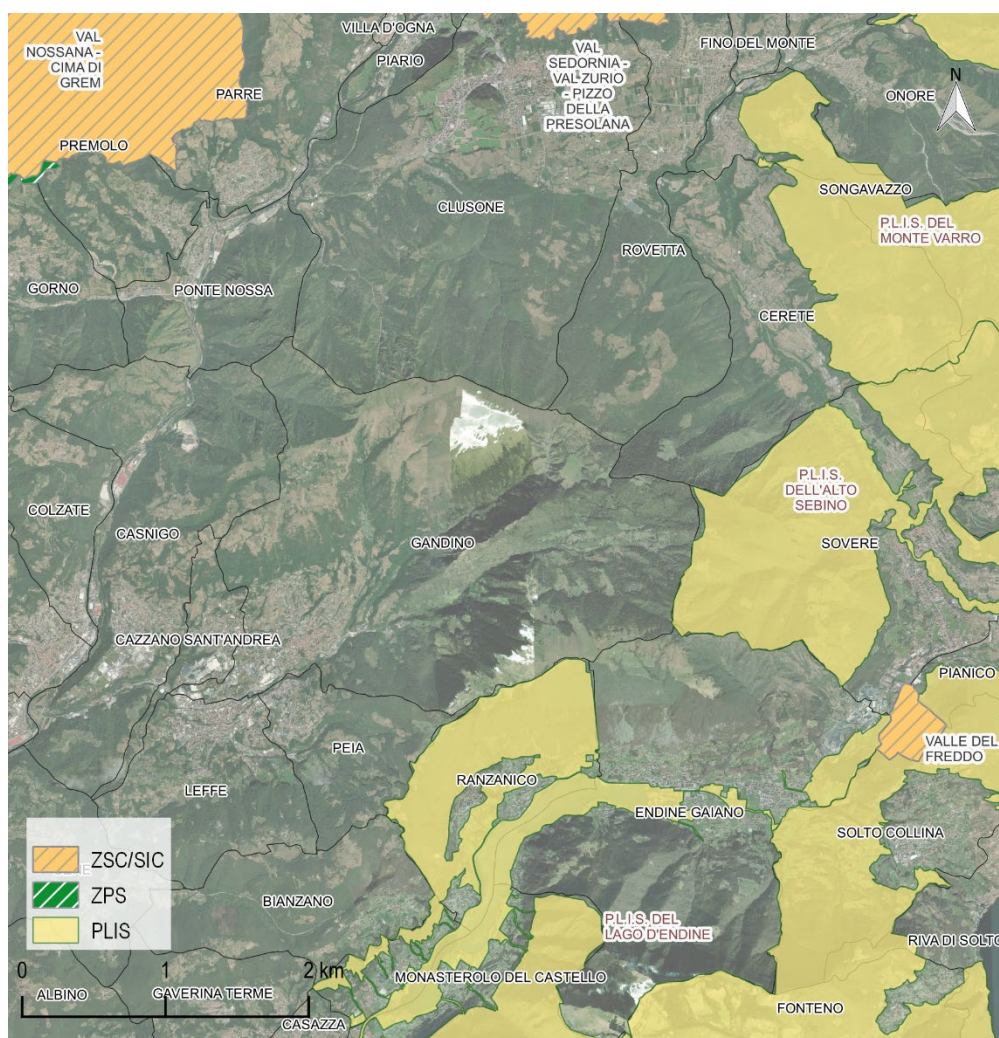 VILLA D'OGNA
VAL
NOSSANA -
CIMA DI
GREM
PIARIO
VAL
SEDORNIA -
VAL ZURIO
- PIZZO
DELLA
PRESOLANA
FINO DEL MONTE
N
ONORE
PARRE
PREMOLO
CLUSONE
SONGAVAZZO
P.L.I.S. DEL
MONTE VARRO
ROVETTA
GORNO
PONTE NOSSA
CERETE
P.L.I.S.
DELL'ALTO
SEBINO
COLZATE
CASNIGO
GANDINO
SOVERE
CAZZANO SANT'ANDREA
PIANICO
VALLE DEL
FREDDO
PEIA
RANZANICO
LEFFE
ENDINE GAIANO
SOLTO COLLINA
ZSC/SIC
ZPS
PLIS
BIANZANO
P.L.I.S. DEL
LAGO D'ENDINE
RIVA DI SOLTO
0 1 2 km
MONASTEROLO DEL CASTELLO
ALBINO
GAVERINA TERME
FONTENO
CASAZZA